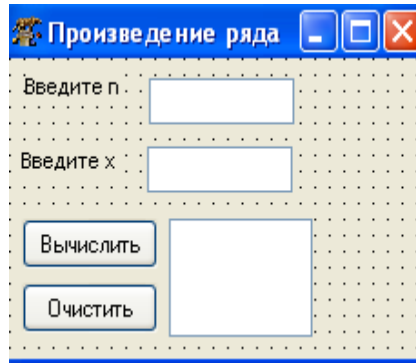 Произведение ряда
Введите n
Введите x
Вычислить
Очистить